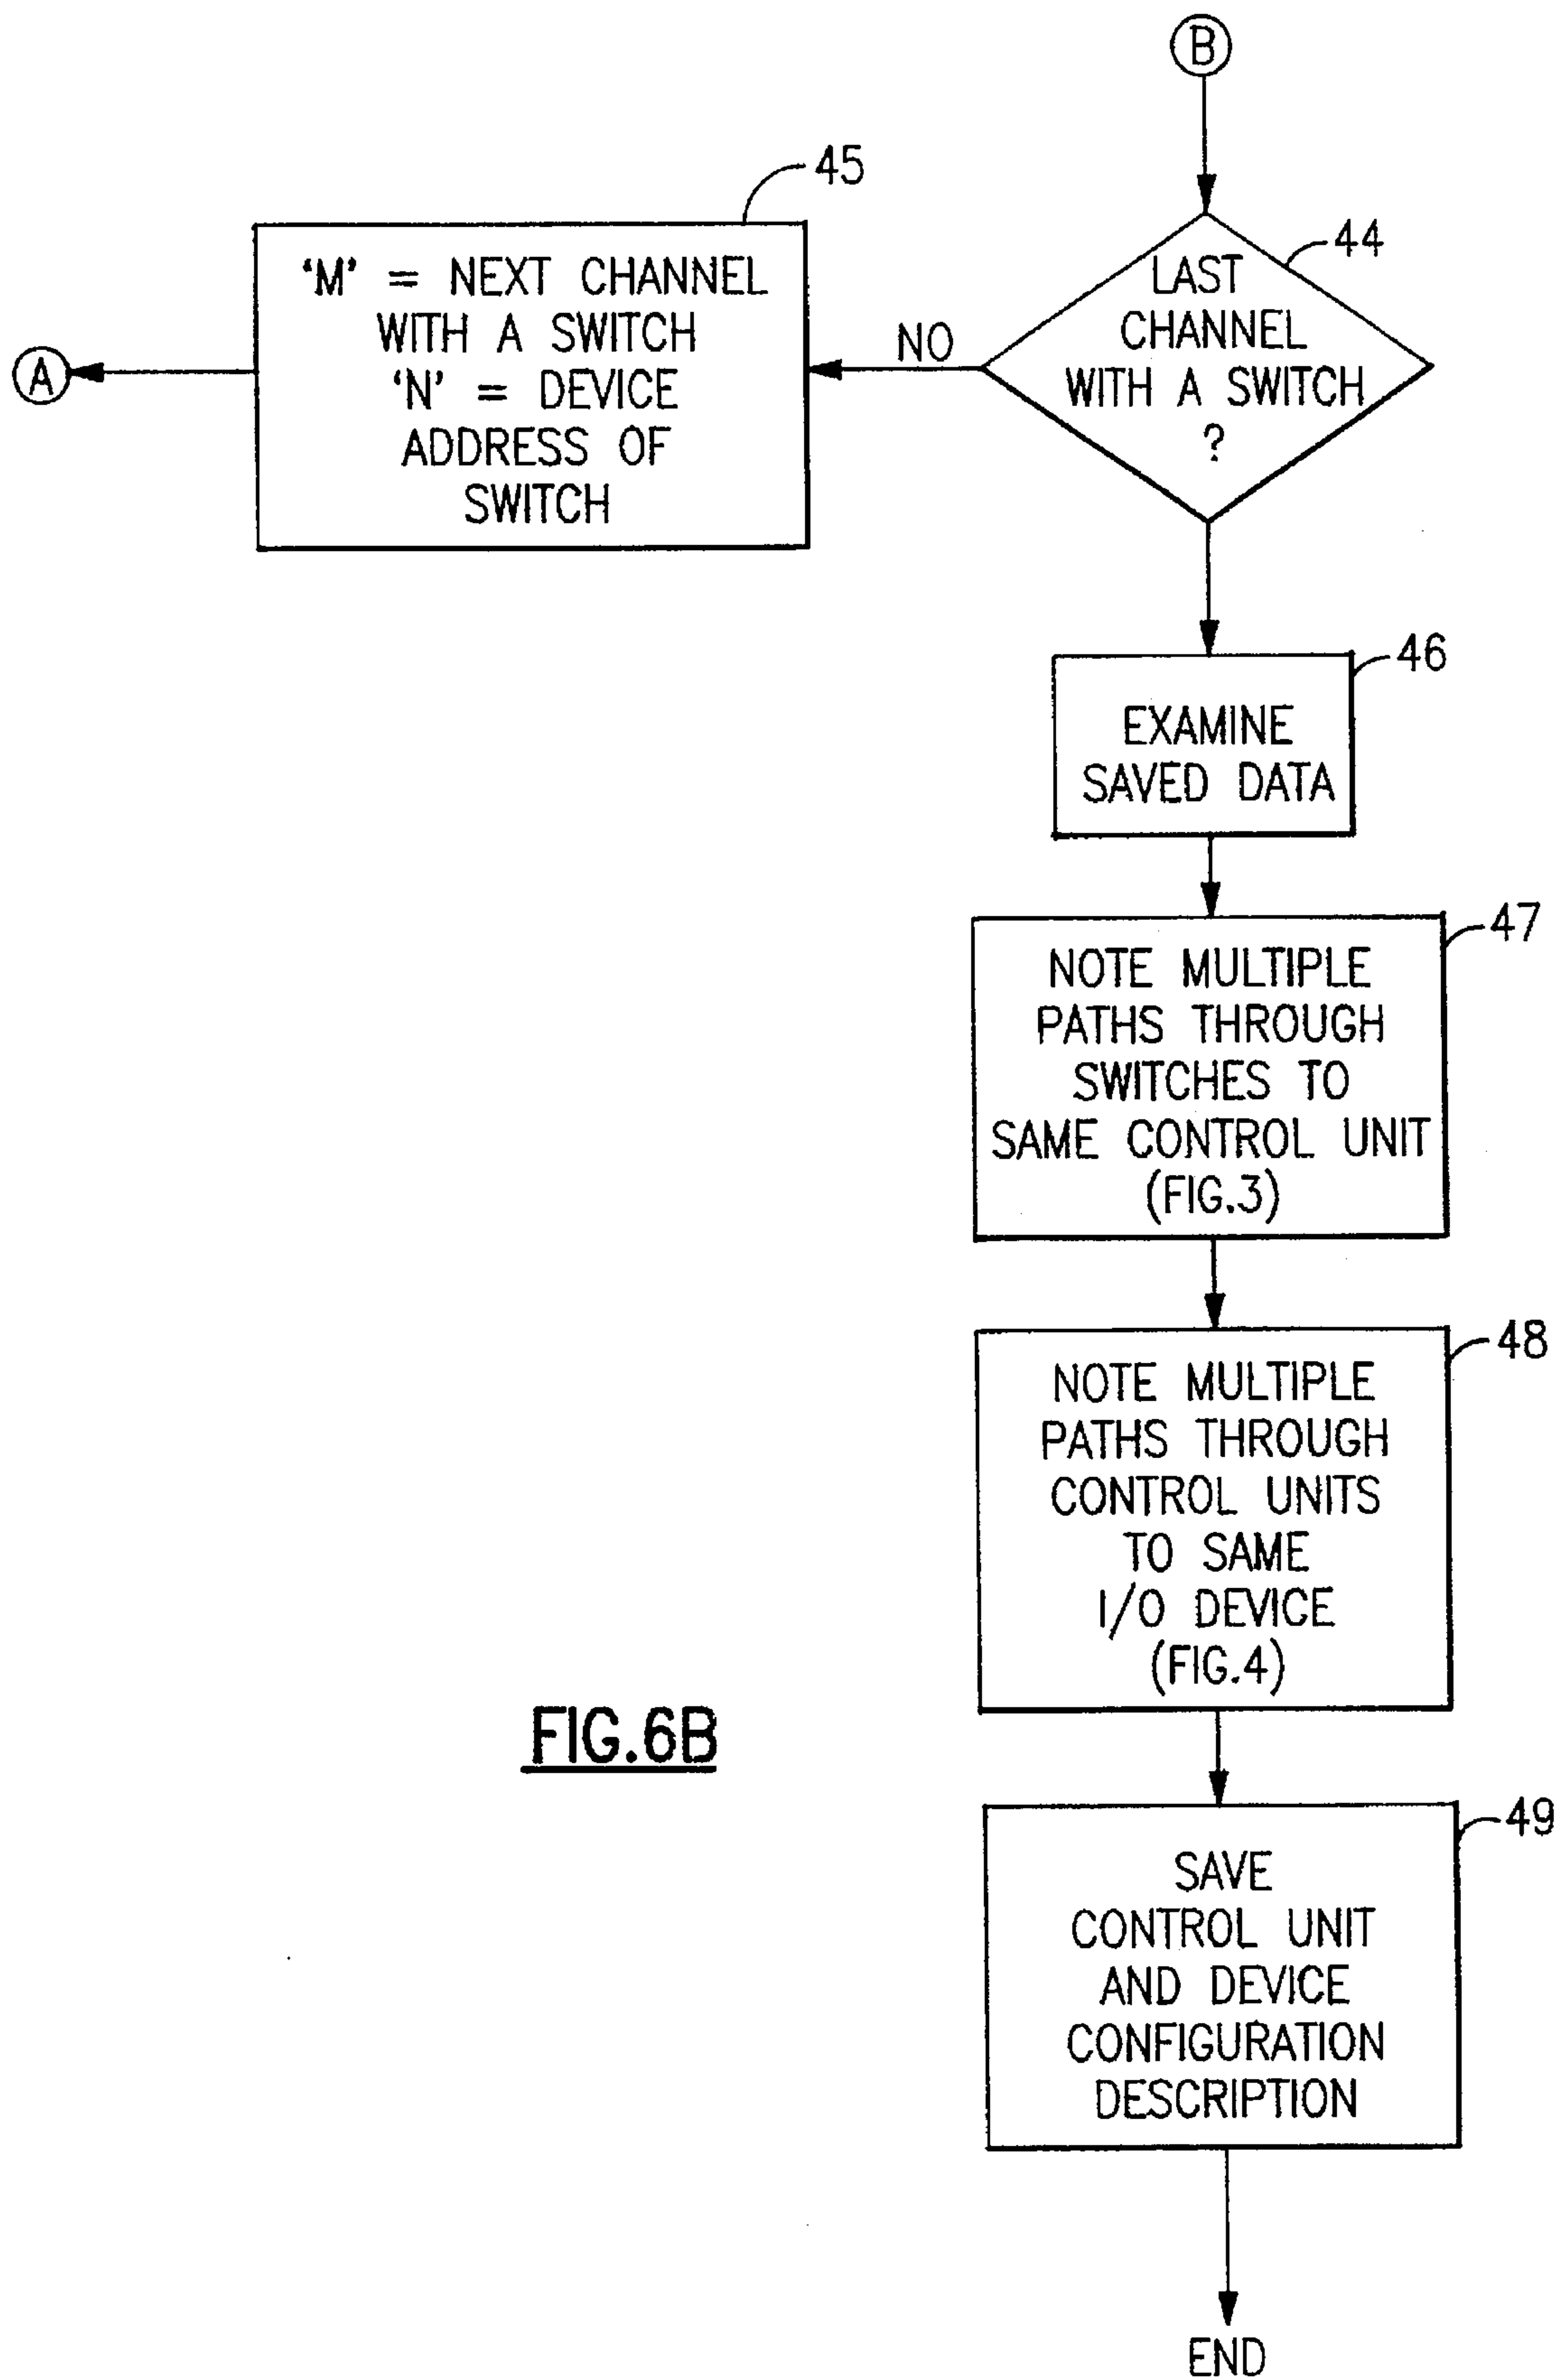 B
44
LAST
CHANNEL
WITH A SWITCH
?
NO
45
‘M’ = NEXT CHANNEL
WITH A SWITCH
‘N’ = DEVICE
ADDRESS OF
SWITCH
A
46
EXAMINE
SAVED DATA
47
NOTE MULTIPLE
PATHS THROUGH
SWITCHES TO
SAME CONTROL UNIT
(FIG.3)
48
NOTE MULTIPLE
PATHS THROUGH
CONTROL UNITS
TO SAME
I/O DEVICE
(FIG.4)
49
SAVE
CONTROL UNIT
AND DEVICE
CONFIGURATION
DESCRIPTION
END
FIG.6B